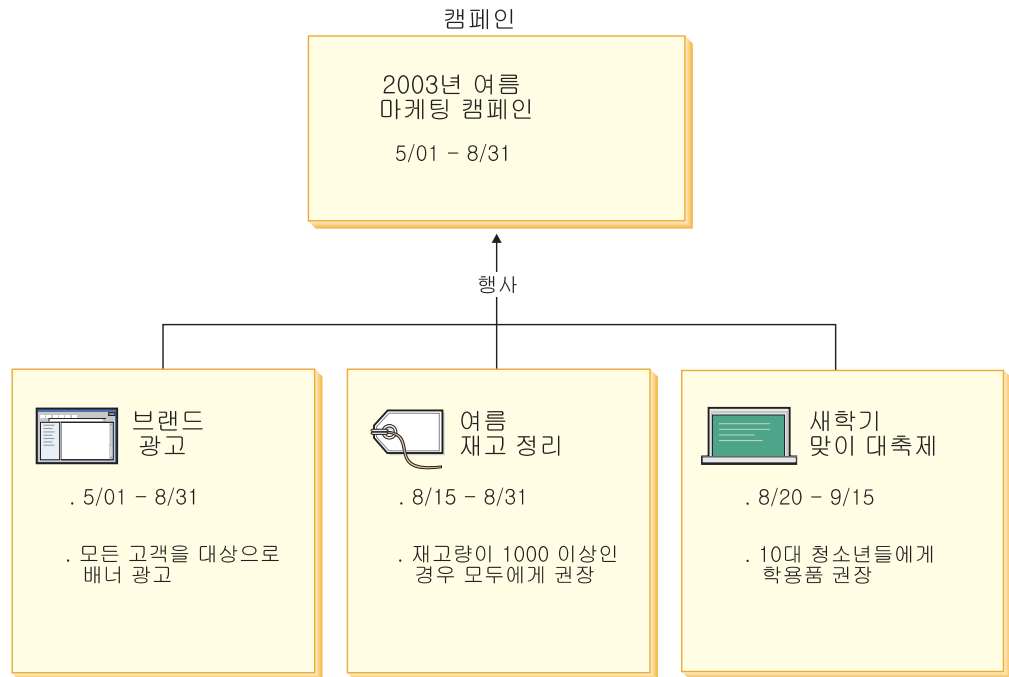 캠페인
2003년 여름
마케팅 캠페인
5/01 - 8/31
행사
브랜드
광고
. 5/01 - 8/31
. 모든 고객을 대상으로
배너 광고
여름
재고 정리
. 8/15 - 8/31
. 재고량이 1000 이상인
경우 모두에게 권장
새학기
맞이 대축제
. 8/20 - 9/15
. 10대 청소년들에게
학용품 권장